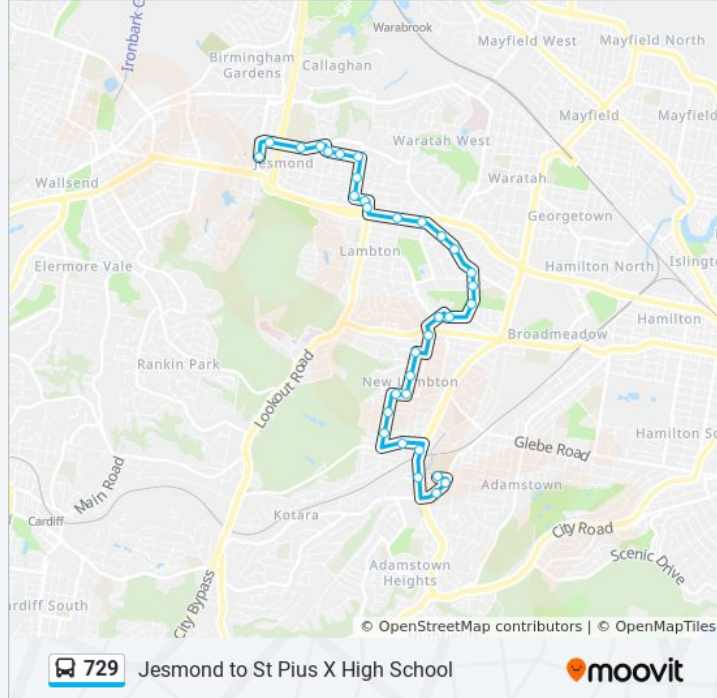 Ironbark C
Warabrook
Mayfield West
Mayfield North
Birmingham
Gardens
Callaghan
Mayfield
Mayfield
Waratah West
Jesmond
Wallsend
Waratah
Georgetown
Islingto
Lambton
Elermore Vale
Hamilton North
Hamilton
Broadmeadow
Rankin Park
Lookout Road
New Lambton
Hamilton So
Glebe Road
Main Road
Adamstown
Cardiff
Kotara
City Road
Scenic Drive
Adamstown
Heights
City Bypass
ardiff South
© OpenStreetMap contributors | © OpenMapTiles
729 Jesmond to St Pius X High School
moovit